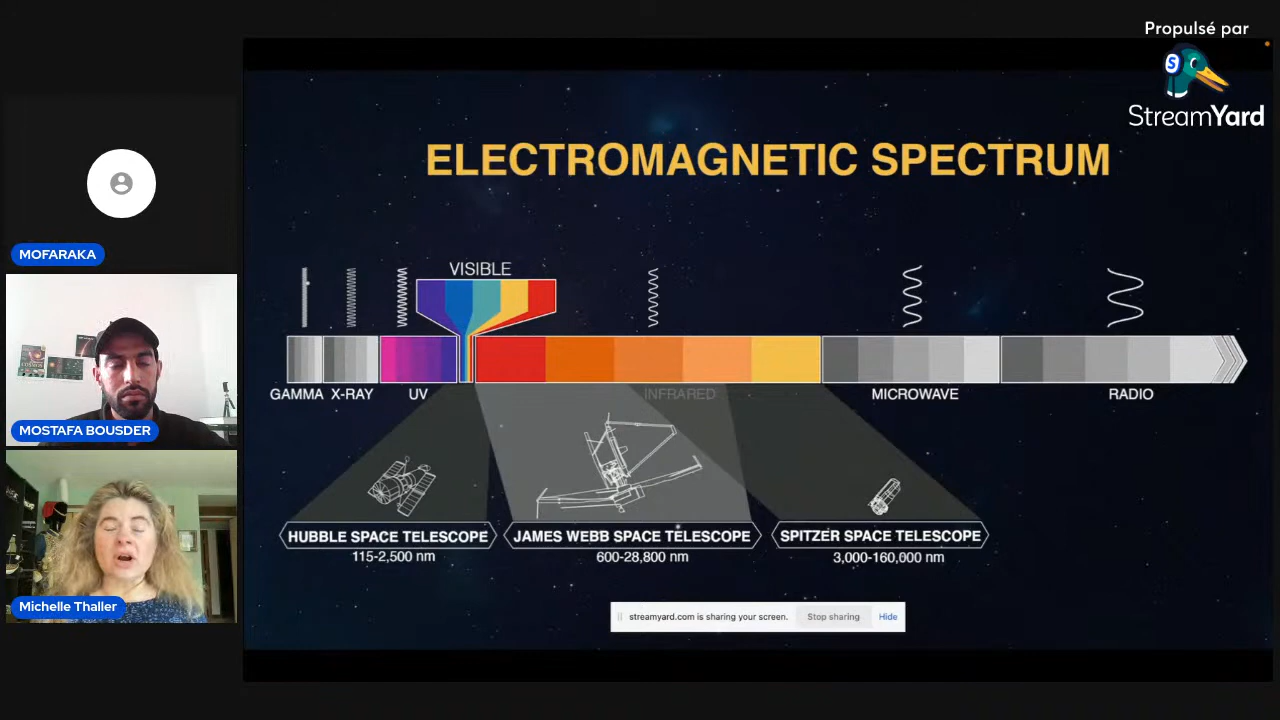 Propulsé par
StreamYard
ELECTROMAGNETIC SPECTRUM
VISIBLE
GAMMA X-RAY UV INFRARED MICROWAVE RADIO
HUBBLE SPACE TELESCOPE
115-2,500 nm
JAMES WEBB SPACE TELESCOPE
600-28,800 nm
SPITZER SPACE TELESCOPE
3,000-160,000 nm
streamyard.com is sharing your screen. Stop sharing Hide
MOFARAKA
MOSTAFA BOUSDER
Michelle Thaller